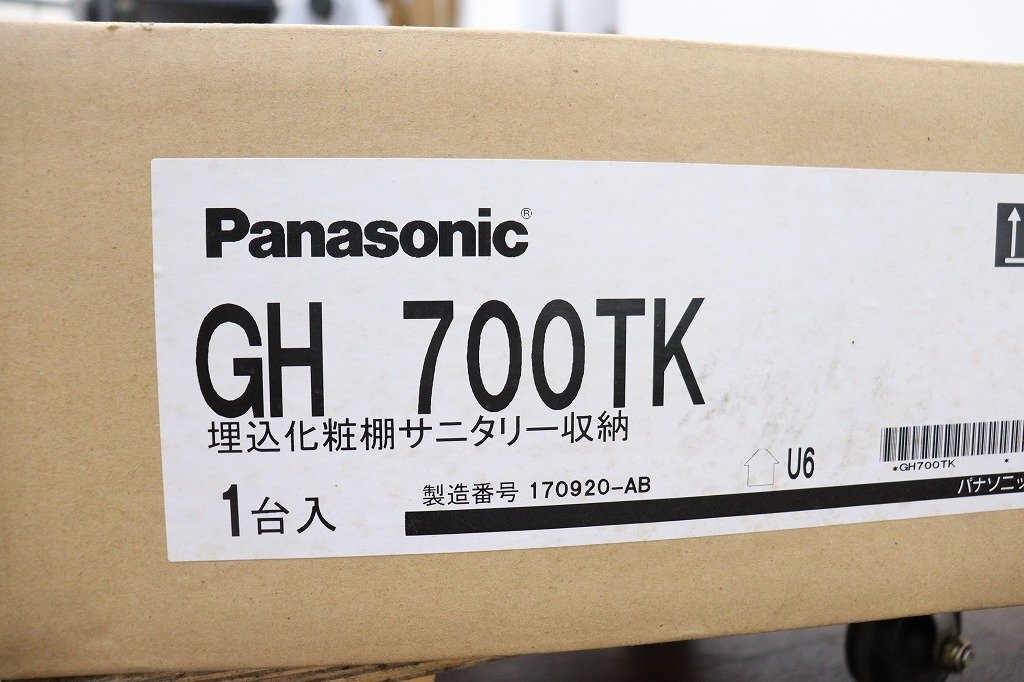 Panasonic®
GH 700TK
埋込化粧棚サニタリー収納
1台入
製造番号 170920-AB
U6
*GH700TK *
パナソニッ